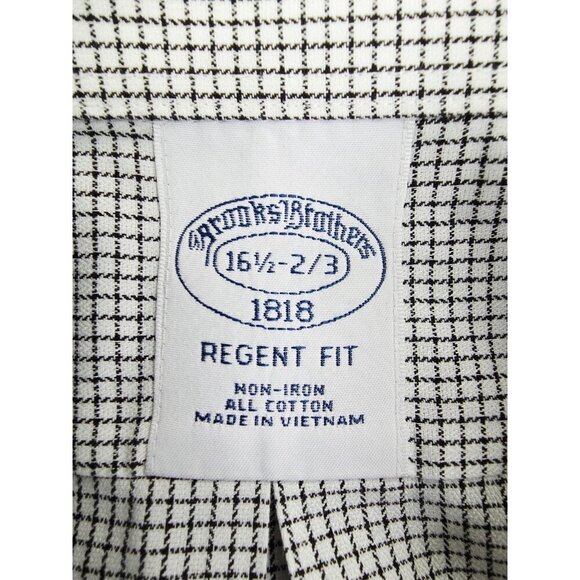 Brooks Brothers
16½-2/3
1818
REGENT FIT
NON-IRON
ALL COTTON
MADE IN VIETNAM